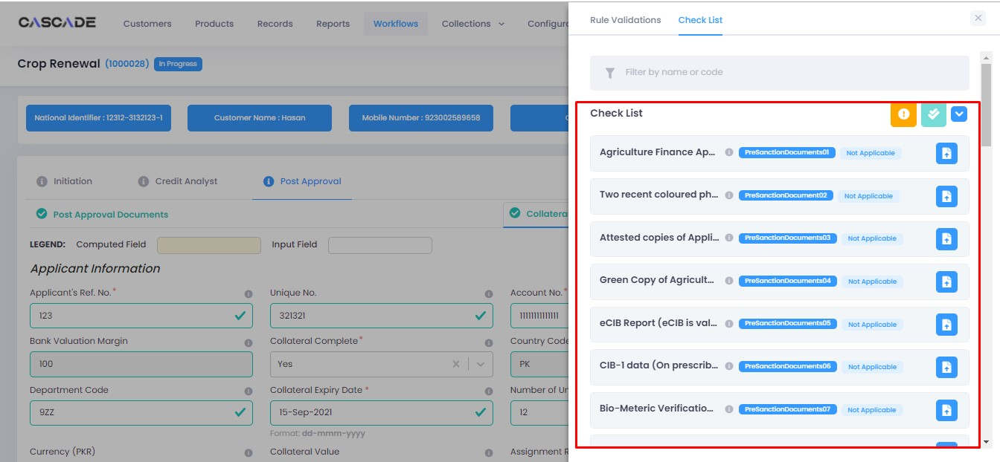 CASCADE Customers Products Records Reports Workflows Collections
Crop Renewal (1000028) In Progress
National Identifier : 12312-3132123-1 Customer Name : Hasan Mobile Number : 923002589658
Initiation Credit Analyst Post Approval
Post Approval Documents
LEGEND: Computed Field Input Field
Applicant Information
Applicant's Ref. No.* Unique No. Account No.*
123 321321 11111111111111
Bank Valuation Margin Collateral Complete* Country Code
100 Yes X PK
Department Code Collateral Expiry Date * Number of
9ZZ 15-Sep-2021 12
Format: dd-mmm-yyyy
Currency (PKR) Collateral Value Assignment
Rule Validations Check List
Filter by name or code
Check List
Agriculture Finance Ap... PreSanctionDocuments01 Not Applicable
Two recent coloured ph... PreSanctionDocument02 Not Applicable
Attested copies of Appli... PreSanctionDocuments03 Not Applicable
Green Copy of Agricult... PreSanctionDocuments04 Not Applicable
eCIB Report (eCIB is val... PreSanctionDocuments05 Not Applicable
CIB-1 data (On prescrib... PreSanctionDocuments06 Not Applicable
Bio-Meteric Verificatio... PreSanctionDocuments07 Not Applicable